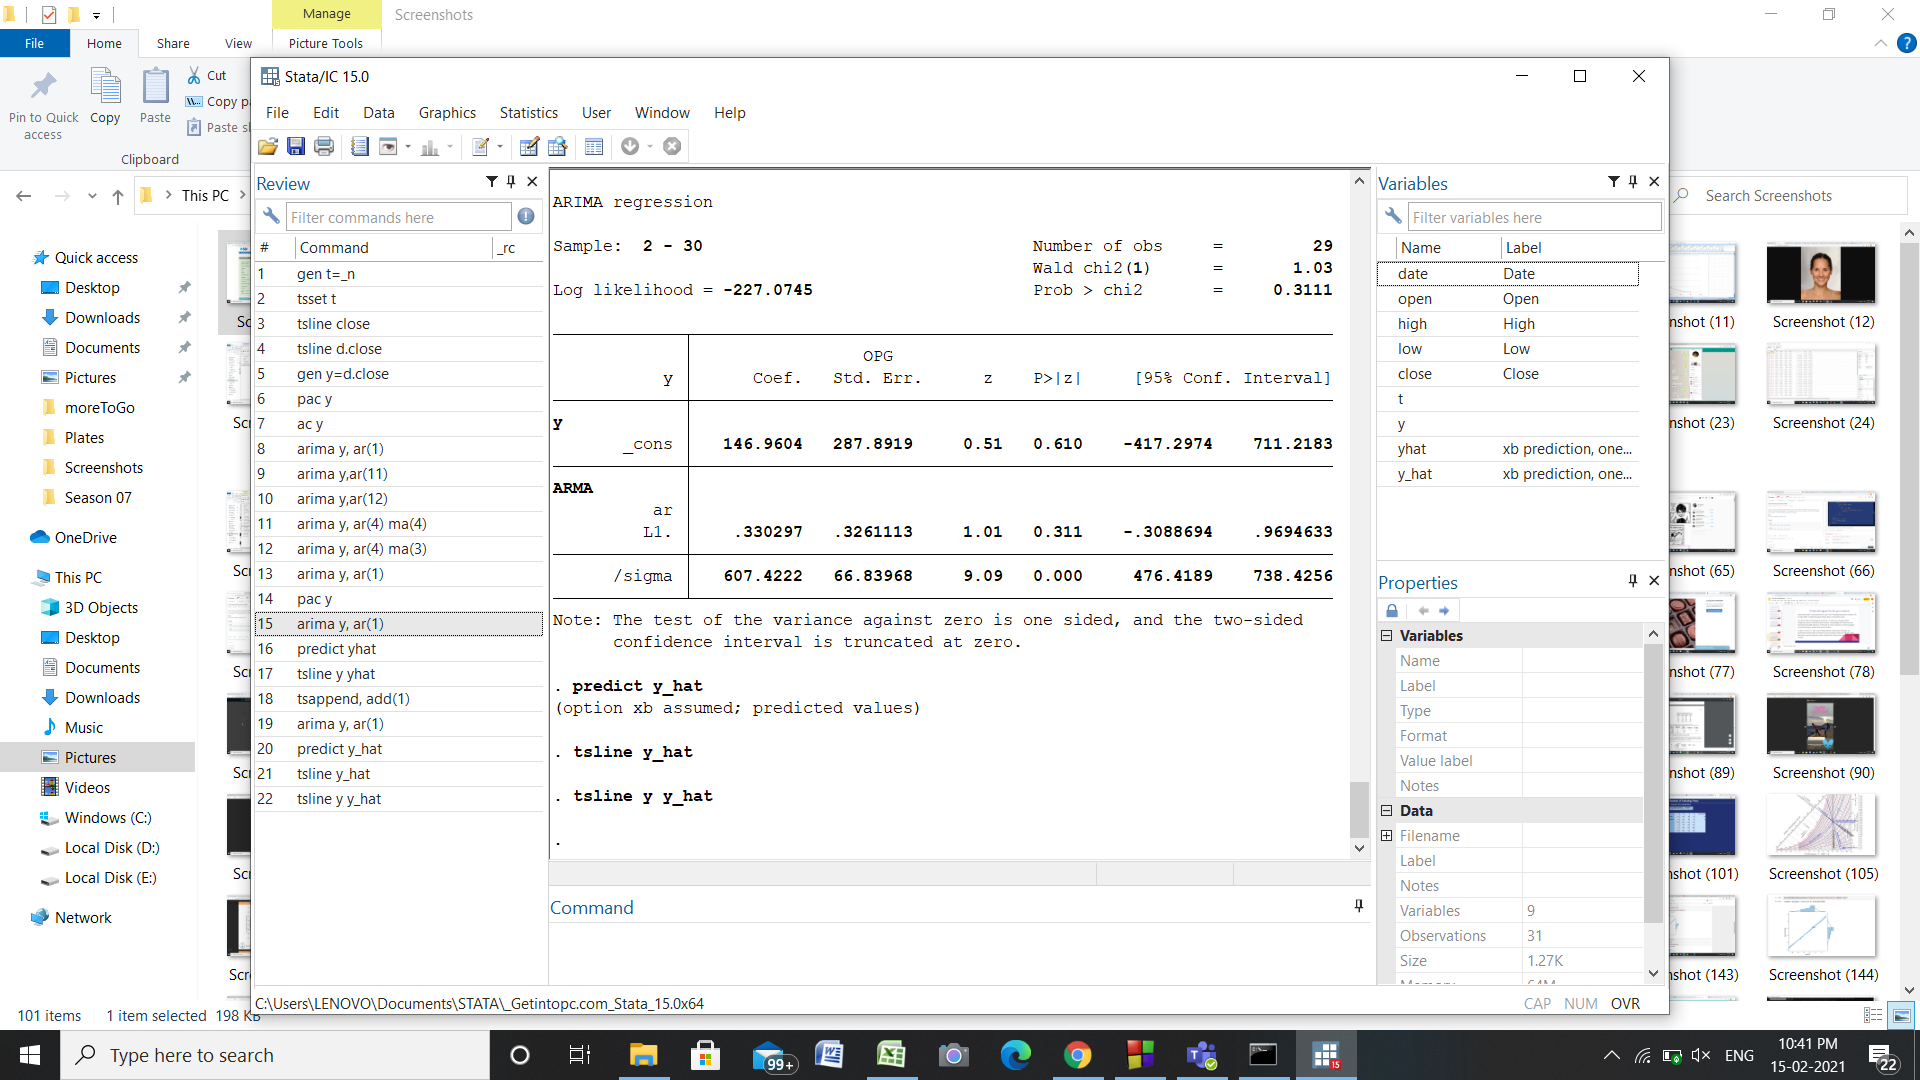 Manage
Screenshots
File
Home
Share
View
Picture Tools
Pin to Quick access
Copy
Paste
Cut
Copy
Paste
Clipboard
This PC
Search Screenshots
Quick access
Desktop
Downloads
Documents
Pictures
moreToGo
Plates
Screenshots
Season 07
OneDrive
This PC
3D Objects
Desktop
Documents
Downloads
Music
Pictures
Videos
Windows (C:)
Local Disk (D:)
Local Disk (E:)
Network
101 items 1 item selected 198 KB
Stata/IC 15.0
File Edit Data Graphics Statistics User Window Help
Review
Filter commands here
# Command _rc
1 gen t=_n
2 tsset t
3 tsline close
4 tsline d.close
5 gen y=d.close
6 pac y
7 ac y
8 arima y, ar(1)
9 arima y,ar(11)
10 arima y,ar(12)
11 arima y, ar(4) ma(4)
12 arima y, ar(4) ma(3)
13 arima y, ar(1)
14 pac y
15 arima y, ar(1)
16 predict yhat
17 tsline y yhat
18 tsappend, add(1)
19 arima y, ar(1)
20 predict y_hat
21 tsline y_hat
22 tsline y y_hat
ARIMA regression
Sample: 2 - 30 Number of obs = 29
Wald chi2(1) = 1.03
Log likelihood = -227.0745 Prob > chi2 = 0.3111
OPG
y Coef. Std. Err. z P>|z| [95% Conf. Interval]
y
_cons 146.9604 287.8919 0.51 0.610 -417.2974 711.2183
ARMA
ar
L1. .330297 .3261113 1.01 0.311 -.3088694 .9694633
/sigma 607.4222 66.83968 9.09 0.000 476.4189 738.4256
Note: The test of the variance against zero is one sided, and the two-sided
confidence interval is truncated at zero.
. predict y_hat
(option xb assumed; predicted values)
. tsline y_hat
. tsline y y_hat
.
Command
C:\Users\LENOVO\Documents\STATA\_Getintopc.com_Stata_15.0x64
CAP NUM OVR
Variables
Filter variables here
Name Label
date Date
open Open
high High
low Low
close Close
t
y
yhat xb prediction, one...
y_hat xb prediction, one...
Properties
Variables
Name
Label
Type
Format
Value label
Notes
Data
Filename
Label
Notes
Variables 9
Observations 31
Size 1.27K
Memory 64M
nshot (11) Screenshot (12)
nshot (23) Screenshot (24)
nshot (65) Screenshot (66)
nshot (77) Screenshot (78)
nshot (89) Screenshot (90)
shot (101) Screenshot (105)
shot (143) Screenshot (144)
Type here to search
99+
15
ENG
10:41 PM
15-02-2021
22